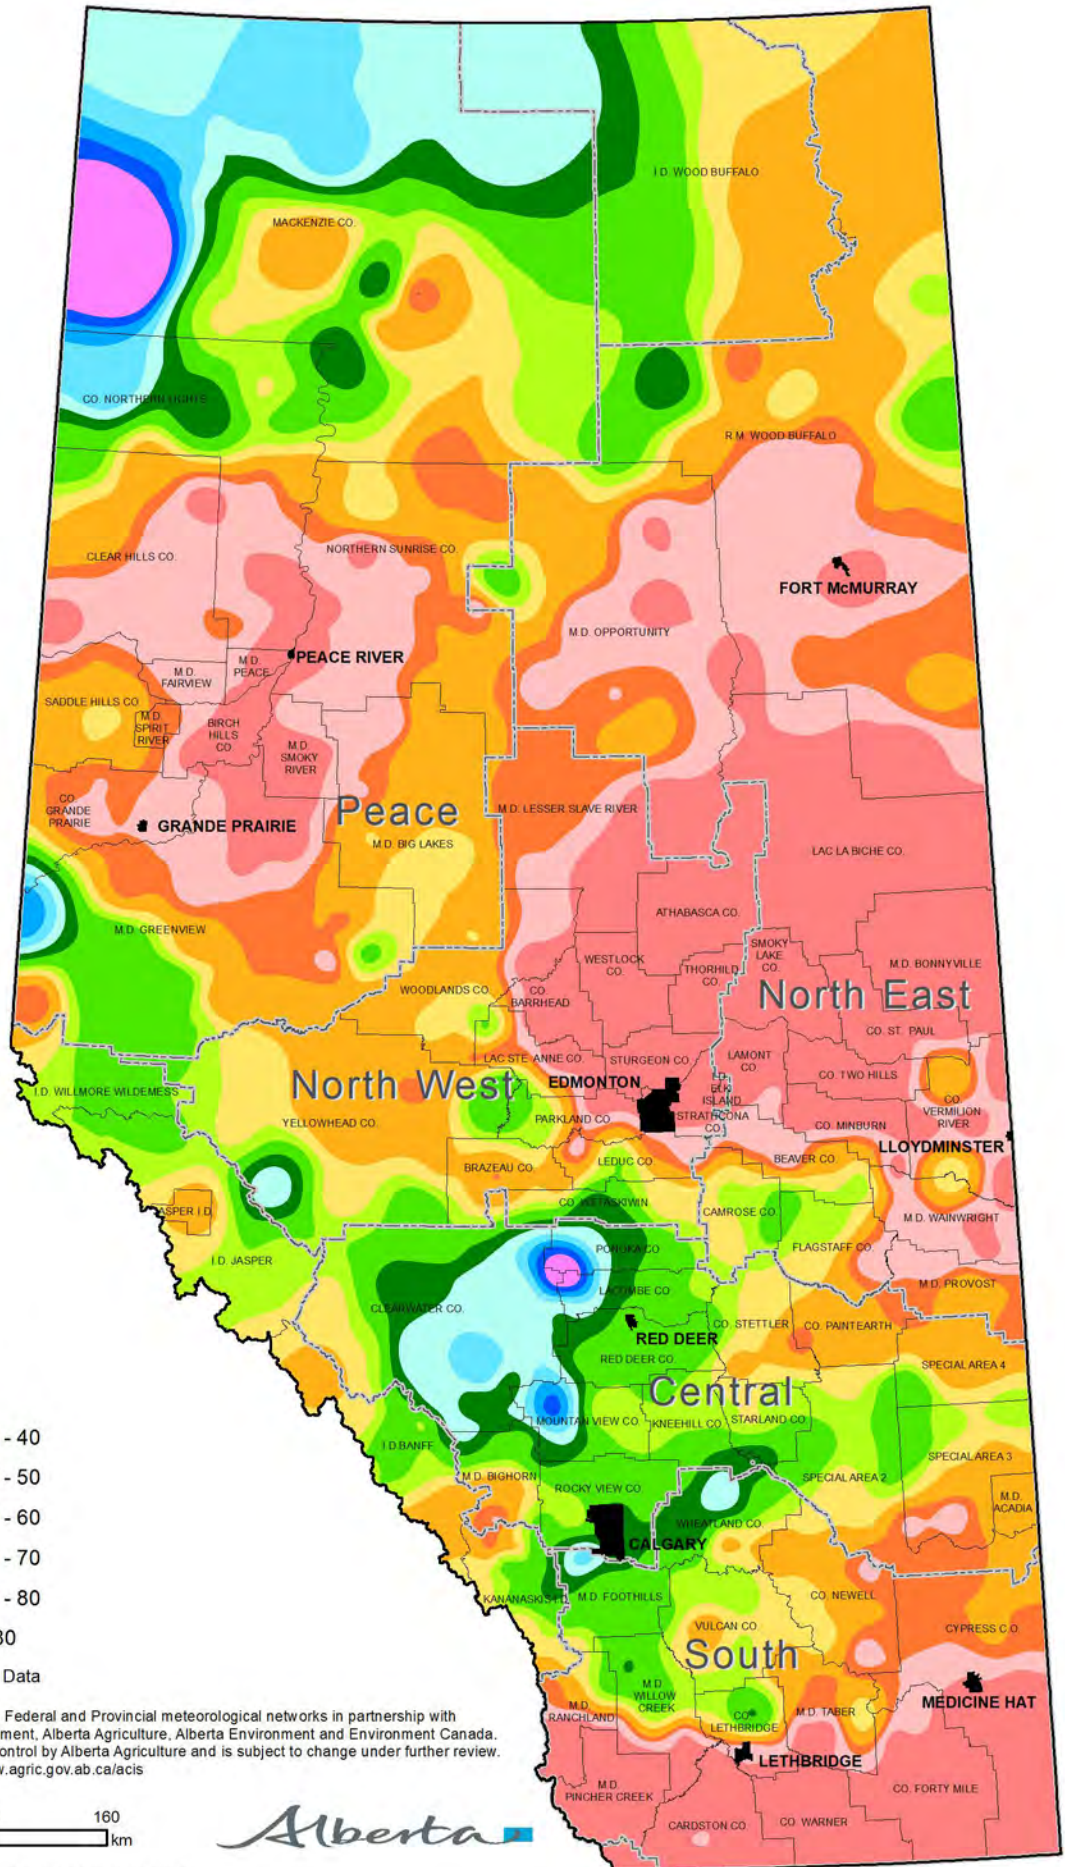 I.D. WOOD BUFFALO
MACKENZIE CO.
CO. NORTHERN LIGHTS
R.M. WOOD BUFFALO
CLEAR HILLS CO.
NORTHERN SUNRISE CO.
FORT McMURRAY
M.D. OPPORTUNITY
PEACE RIVER
M.D.
PEACE
M.D.
FAIRVIEW
SADDLE HILLS CO.
M.D.
SPIRIT
RIVER
BIRCH
HILLS
CO.
M.D.
SMOKY
RIVER
CO.
GRANDE
PRAIRIE
GRANDE PRAIRIE
Peace
M.D. LESSER SLAVE RIVER
M.D. BIG LAKES
LAC LA BICHE CO.
ATHABASCA CO.
M.D. GREENVIEW
WESTLOCK
CO.
SMOKY
LAKE
CO.
THORHILD
CO.
M.D. BONNYVILLE
WOODLANDS CO.
CO.
BARRHEAD
North East
CO. ST. PAUL
LAC STE. ANNE CO.
STURGEON CO.
LAMONT
CO.
North West
EDMONTON
CO. TWO HILLS
I.D. WILLMORE WILDERNESS
I.D.
ELK
ISLAND
PARKLAND CO.
STRATHCONA
CO.
CO.
VERMILION
RIVER
YELLOWHEAD CO.
CO. MINBURN
LLOYDMINSTER
BRAZEAU CO.
LEDUC CO.
BEAVER CO.
CO. WETASKIWIN
CAMROSE CO.
JASPER I.D.
M.D. WAINWRIGHT
I.D. JASPER
PONOKA CO.
FLAGSTAFF CO.
LACOMBE CO.
M.D. PROVOST
CLEARWATER CO.
RED DEER
CO. STETTLER
CO. PAINTEARTH
RED DEER CO.
SPECIAL AREA 4
Central
MOUNTAIN VIEW CO.
KNEEHILL CO.
STARLAND CO.
I.D. BANFF
SPECIAL AREA 3
M.D. BIGHORN
SPECIAL AREA 2
ROCKY VIEW CO.
M.D.
ACADIA
WHEATLAND CO.
CALGARY
KANANASKIS I.D.
M.D. FOOTHILLS
CO. NEWELL
VULCAN CO.
CYPRESS C.O.
South
M.D.
WILLOW
CREEK
M.D.
RANCHLAND
CO.
LETHBRIDGE
M.D. TABER
MEDICINE HAT
LETHBRIDGE
M.D.
PINCHER CREEK
CO. FORTY MILE
CARDSTON CO.
CO. WARNER
- 40
- 50
- 60
- 70
- 80
Data
Federal and Provincial meteorological networks in partnership with
Alberta Agriculture, Alberta Environment and Environment Canada.
by Alberta Agriculture and is subject to change under further review.
.agric.gov.ab.ca/acis
160
km
Alberta